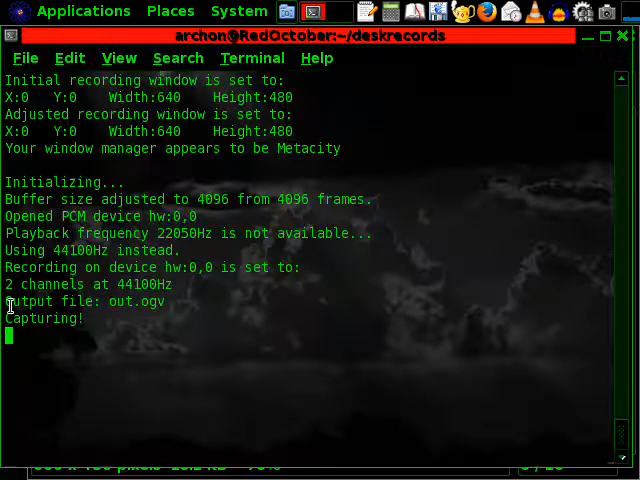 Applications Places System
archon@RedOctober:~/deskrecords
File Edit View Search Terminal Help
Initial recording window is set to:
X:0 Y:0 Width:640 Height:480
Adjusted recording window is set to:
X:0 Y:0 Width:640 Height:480
Your window manager appears to be Metacity
Initializing...
Buffer size adjusted to 4096 from 4096 frames.
Opened PCM device hw:0,0
Playback frequency 22050Hz is not available...
Using 44100Hz instead.
Recording on device hw:0,0 is set to:
2 channels at 44100Hz
Output file: out.ogv
Capturing!